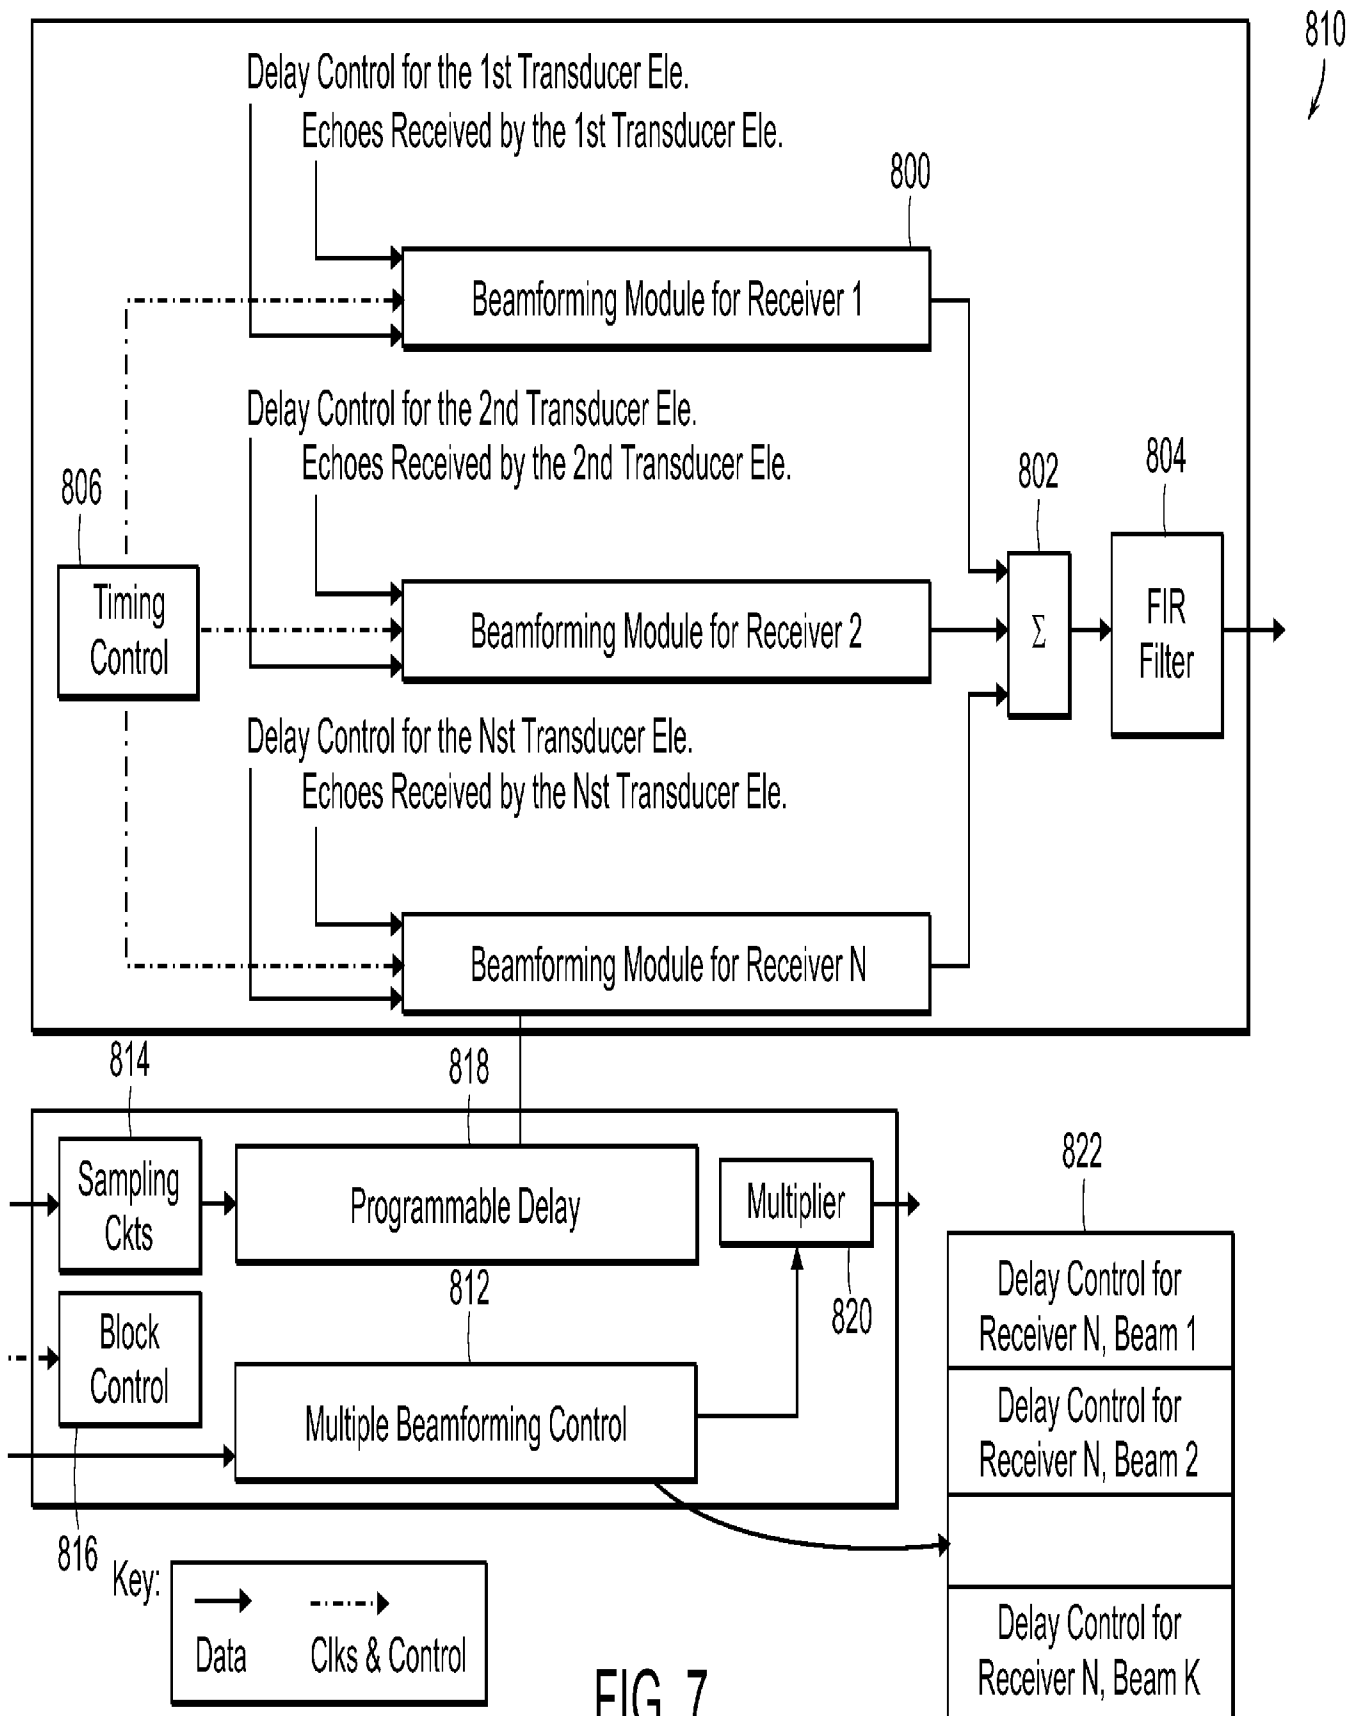 810
Delay Control for the 1st Transducer Ele.
Echoes Received by the 1st Transducer Ele.
800
Beamforming Module for Receiver 1
Delay Control for the 2nd Transducer Ele.
Echoes Received by the 2nd Transducer Ele.
806
802
804
Timing
Control
Beamforming Module for Receiver 2
Σ
FIR
Filter
Delay Control for the Nst Transducer Ele.
Echoes Received by the Nst Transducer Ele.
Beamforming Module for Receiver N
814
818
Sampling
Ckts
Programmable Delay
Multiplier
822
812
820
Block
Control
Multiple Beamforming Control
Delay Control for
Receiver N, Beam 1
Delay Control for
Receiver N, Beam 2
Delay Control for
Receiver N, Beam K
816
Key:
Data
Clks & Control
FIG. 7